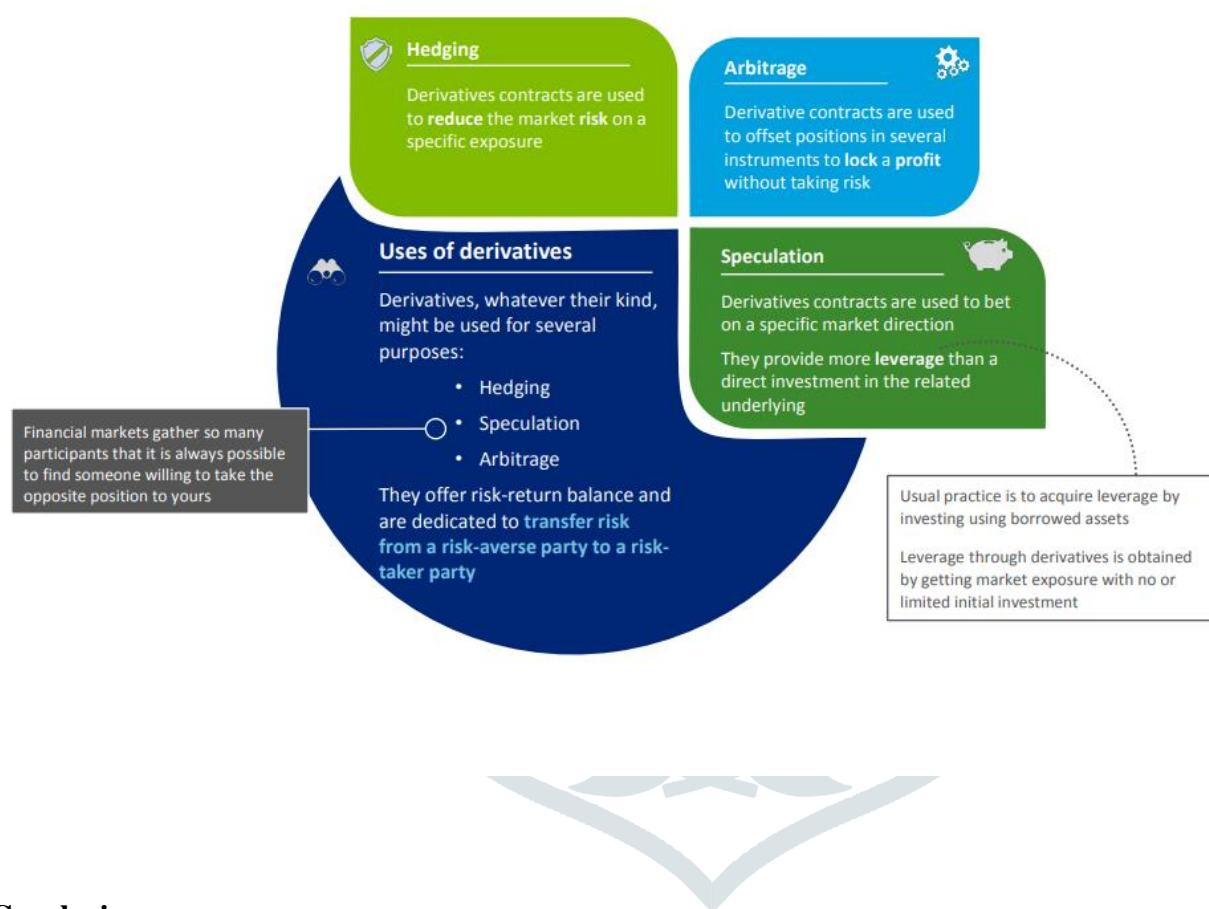 Hedging
Derivatives contracts are used
to reduce the market risk on a
specific exposure
Arbitrage
Derivative contracts are used
to offset positions in several
instruments to lock a profit
without taking risk
Uses of derivatives
Derivatives, whatever their kind,
might be used for several
purposes:
• Hedging
• Speculation
• Arbitrage
They offer risk-return balance and
are dedicated to transfer risk
from a risk-averse party to a risk-
taker party
Speculation
Derivatives contracts are used to bet
on a specific market direction
They provide more leverage than a
direct investment in the related
underlying
Financial markets gather so many
participants that it is always possible
to find someone willing to take the
opposite position to yours
Usual practice is to acquire leverage by
investing using borrowed assets
Leverage through derivatives is obtained
by getting market exposure with no or
limited initial investment